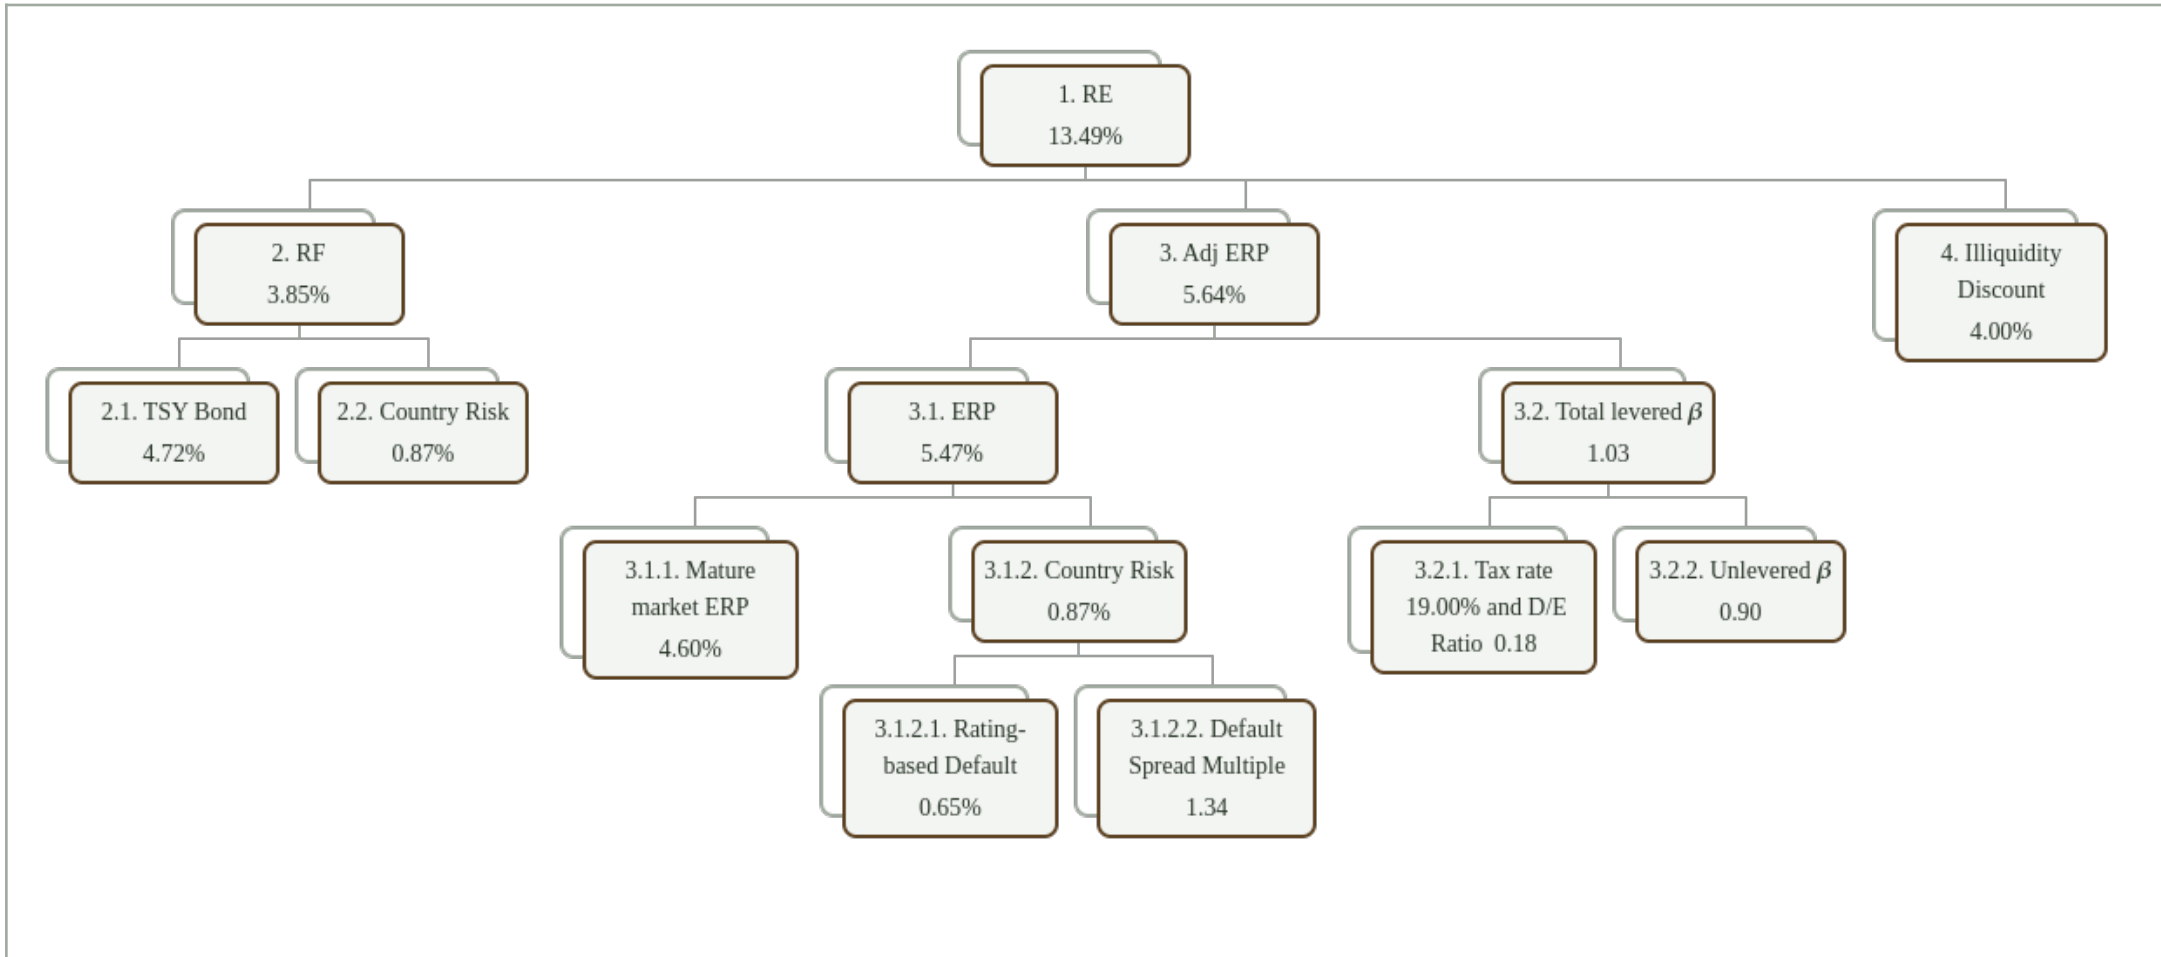 1. RE
13.49%
2. RF
3.85%
3. Adj ERP
5.64%
4. Illiquidity
Discount
4.00%
2.1. TSY Bond
4.72%
2.2. Country Risk
0.87%
3.1. ERP
5.47%
3.2. Total levered β
1.03
3.1.1. Mature
market ERP
4.60%
3.1.2. Country Risk
0.87%
3.2.1. Tax rate
19.00% and D/E
Ratio 0.18
3.2.2. Unlevered β
0.90
3.1.2.1. Rating-
based Default
0.65%
3.1.2.2. Default
Spread Multiple
1.34